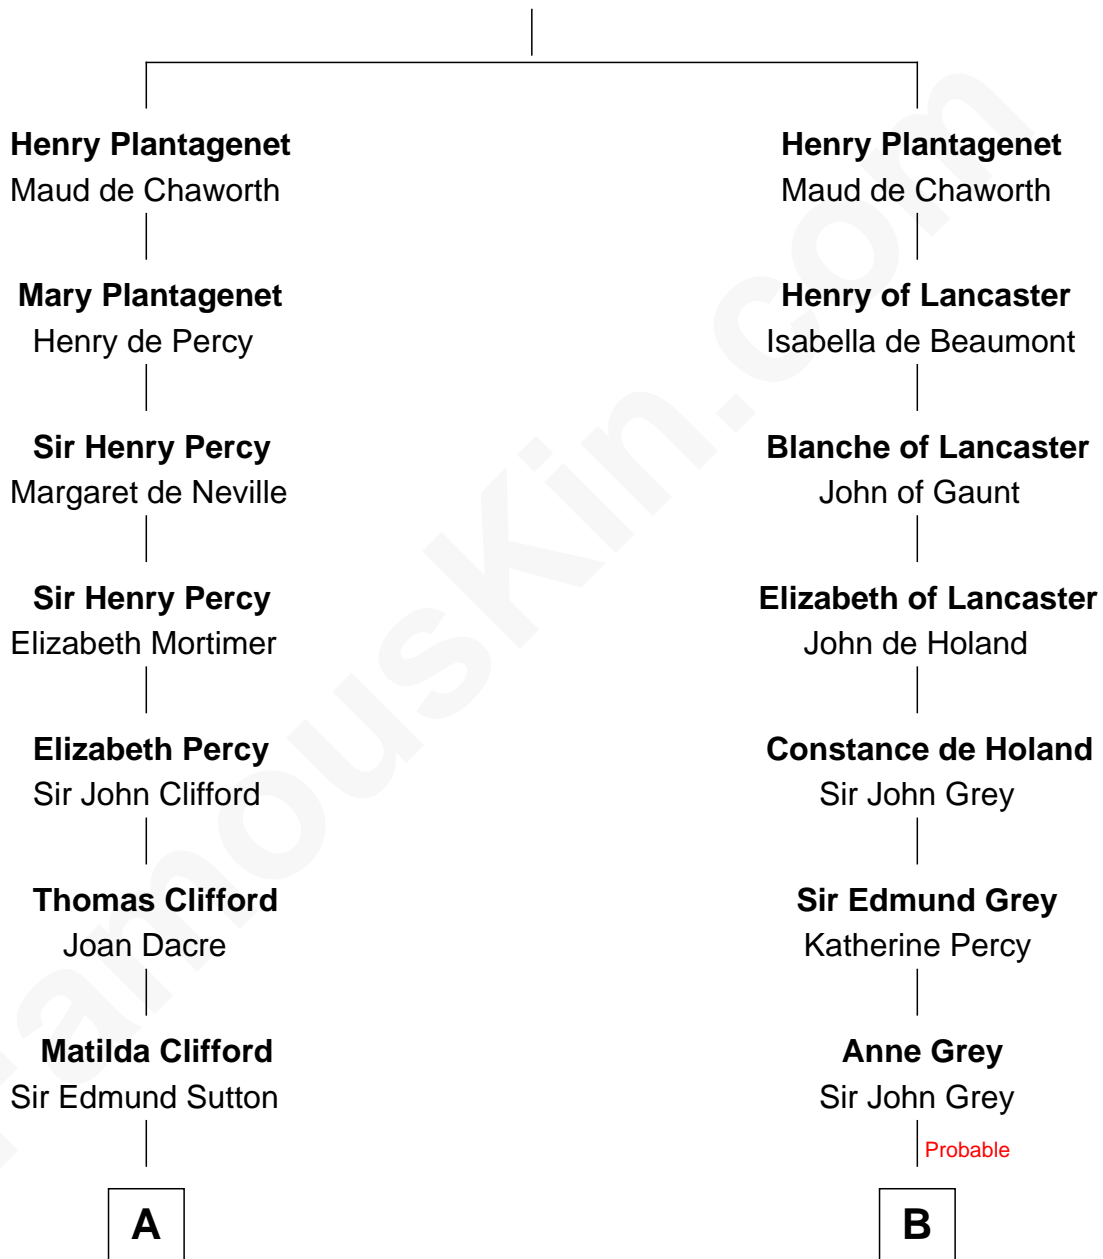 Henry Plantagenet
Maud de Chaworth
Mary Plantagenet
Henry de Percy
Sir Henry Percy
Margaret de Neville
Sir Henry Percy
Elizabeth Mortimer
Elizabeth Percy
Sir John Clifford
Thomas Clifford
Joan Dacre
Matilda Clifford
Sir Edmund Sutton
A
Henry Plantagenet
Maud de Chaworth
Henry of Lancaster
Isabella de Beaumont
Blanche of Lancaster
John of Gaunt
Elizabeth of Lancaster
John de Holand
Constance de Holand
Sir John Grey
Sir Edmund Grey
Katherine Percy
Anne Grey
Sir John Grey
Probable
B
FamousKin.com